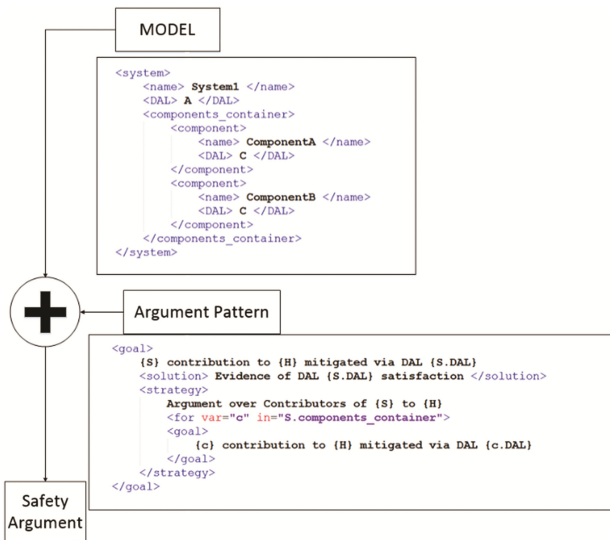 MODEL
<system>
<name> System1 </name>
<DAL> A </DAL>
<components_container>
<component>
<name> ComponentA </name>
<DAL> C </DAL>
</component>
<component>
<name> ComponentB </name>
<DAL> C </DAL>
</component>
</components_container>
</system>
Argument Pattern
<goal>
{S} contribution to {H} mitigated via DAL {S.DAL}
<solution> Evidence of DAL {S.DAL} satisfaction </solution>
<strategy>
Argument over Contributors of {S} to {H}
<for var="c" in="S.components_container">
<goal>
{c} contribution to {H} mitigated via DAL {c.DAL}
</goal>
</strategy>
</goal>
Safety
Argument